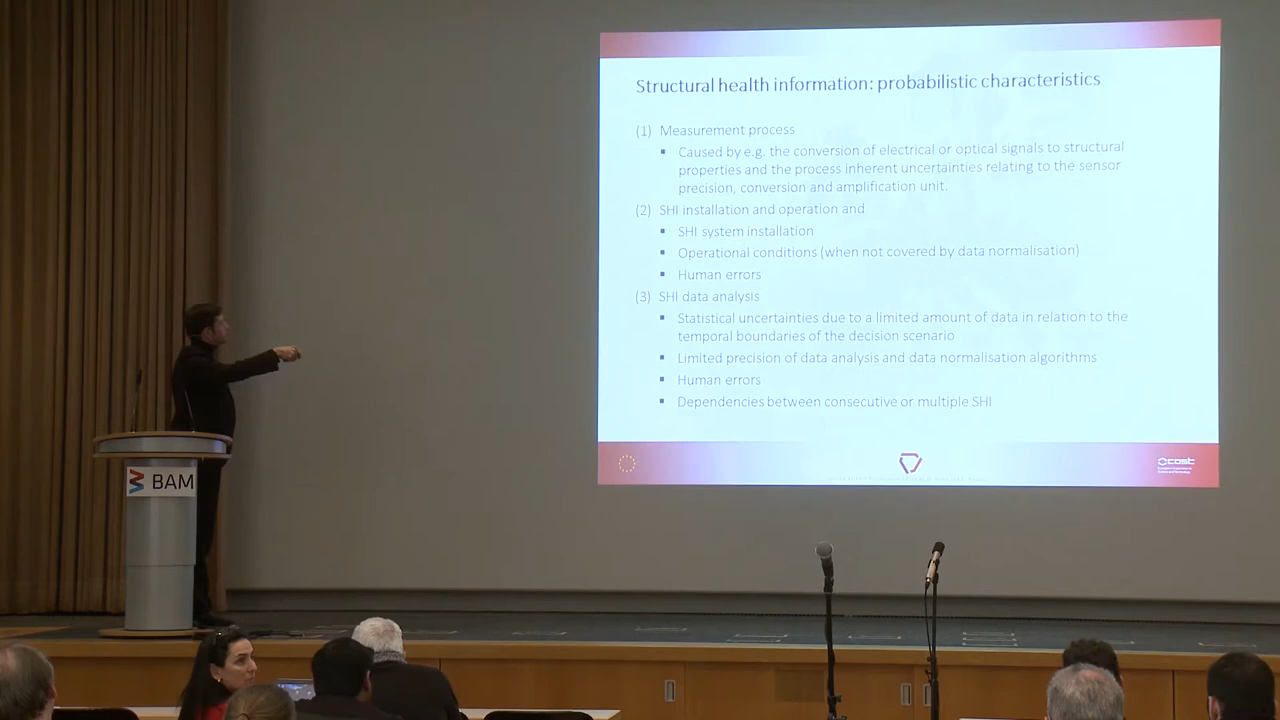 Structural health information: probabilistic characteristics
(1) Measurement process
▪ Caused by e.g. the conversion of electrical or optical signals to structural
properties and the process inherent uncertainties relating to the sensor
precision, conversion and amplification unit.
(2) SHI installation and operation and
▪ SHI system installation
▪ Operational conditions (when not covered by data normalisation)
▪ Human errors
(3) SHI data analysis
▪ Statistical uncertainties due to a limited amount of data in relation to the
temporal boundaries of the decision scenario
▪ Limited precision of data analysis and data normalisation algorithms
▪ Human errors
▪ Dependencies between consecutive or multiple SHI
cost
BAM